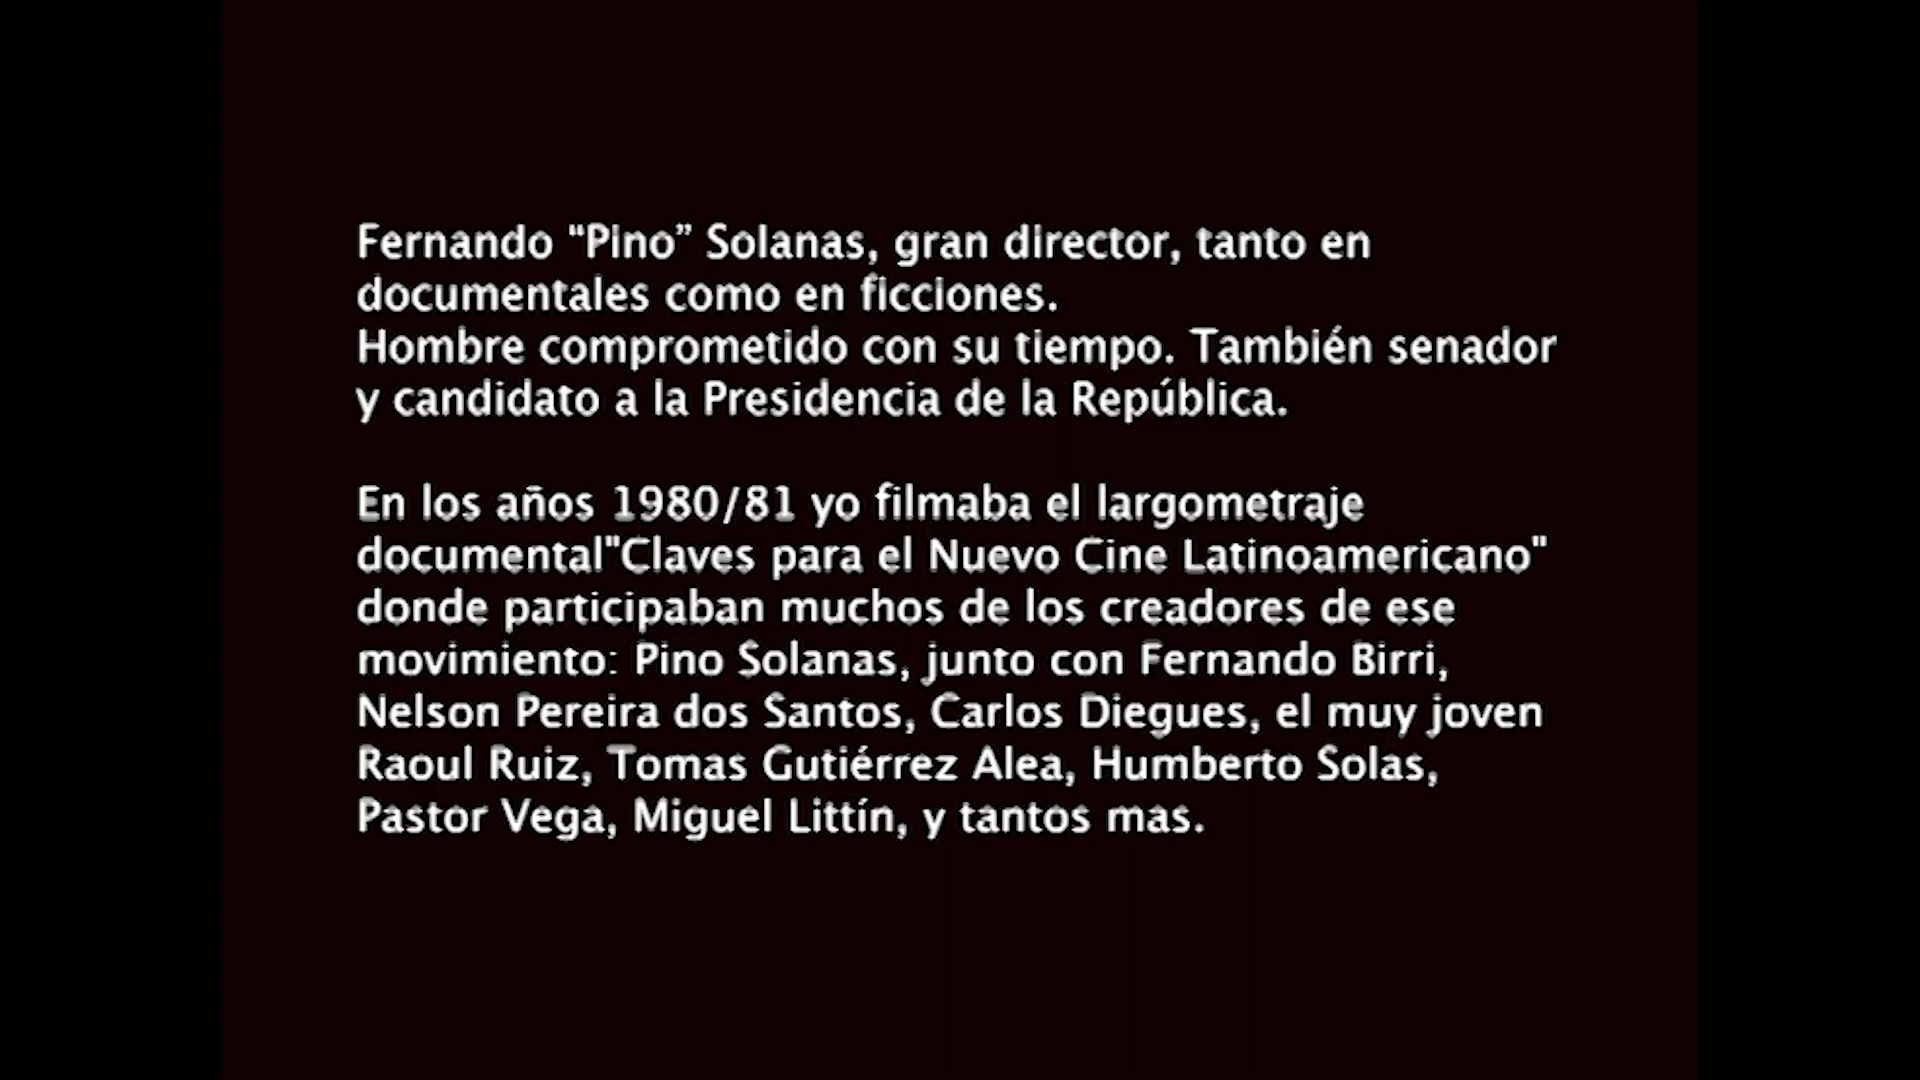 Fernando “Pino” Solanas, gran director, tanto en
documentales como en ficciones.
Hombre comprometido con su tiempo. También senador
y candidato a la Presidencia de la República.
En los años 1980/81 yo filmaba el largometraje
documental"Claves para el Nuevo Cine Latinoamericano"
donde participaban muchos de los creadores de ese
movimiento: Pino Solanas, junto con Fernando Birri,
Nelson Pereira dos Santos, Carlos Diegues, el muy joven
Raoul Ruiz, Tomas Gutiérrez Alea, Humberto Solas,
Pastor Vega, Miguel Littín, y tantos mas.